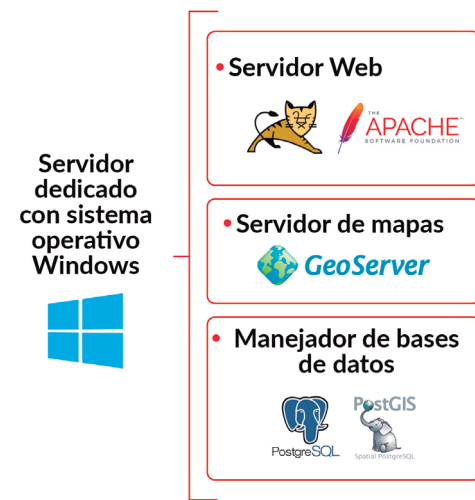 Servidor
dedicado
con sistema
operativo
Windows
• Servidor Web
THE
APACHE™
SOFTWARE FOUNDATION
• Servidor de mapas
GeoServer
• Manejador de bases
de datos
PostgreSQL
PostGIS
Spatial PostgreSQL